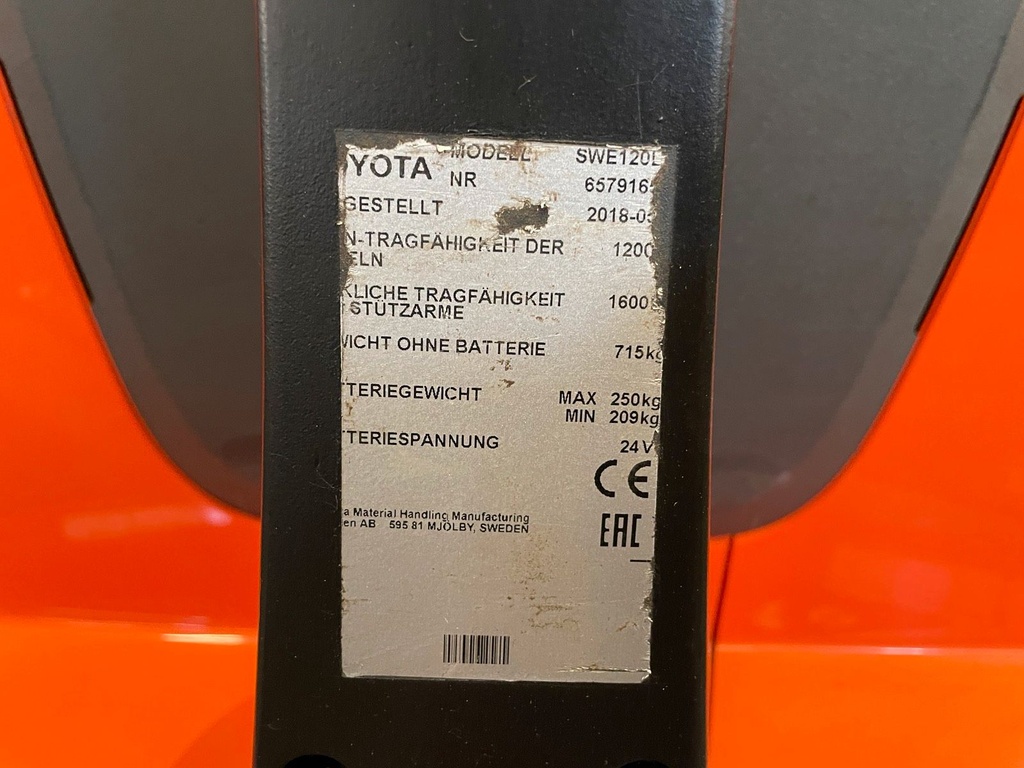 YOTA MODELL SWE120L
NR 657916
GESTELLT 2018-0
N-TRAGFÄHIGKEIT DER 1200
ELN
KLICHE TRAGFÄHIGKEIT 1600
STÜTZARME
WICHT OHNE BATTERIE 715kg
TTERIEGEWICHT MAX 250kg
MIN 209kg
TTERIESPANNUNG 24V
CE
EAC
a Material Handling Manufacturing
en AB 595 81 MJÖLBY, SWEDEN